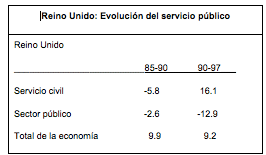 Reino Unido: Evolución del servicio público
Reino Unido
85-90 90-97
Servicio civil -5.8 16.1
Sector público -2.6 -12.9
Total de la economía 9.9 9.2